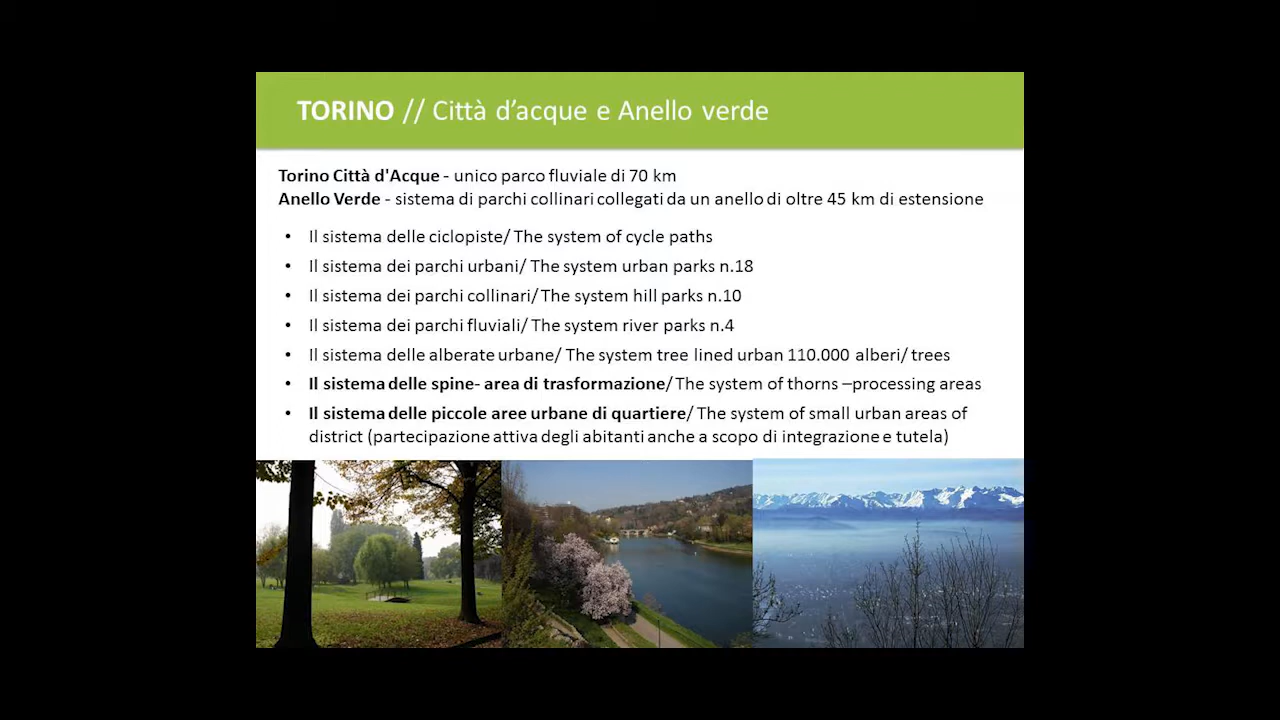 TORINO // Città d'acque e Anello verde
Torino Città d'Acque - unico parco fluviale di 70 km
Anello Verde - sistema di parchi collinari collegati da un anello di oltre 45 km di estensione
• Il sistema delle ciclopiste/ The system of cycle paths
• Il sistema dei parchi urbani/ The system urban parks n.18
• Il sistema dei parchi collinari/ The system hill parks n.10
• Il sistema dei parchi fluviali/ The system river parks n.4
• Il sistema delle alberate urbane/ The system tree lined urban 110.000 alberi/ trees
• Il sistema delle spine- area di trasformazione/ The system of thorns –processing areas
• Il sistema delle piccole aree urbane di quartiere/ The system of small urban areas of
district (partecipazione attiva degli abitanti anche a scopo di integrazione e tutela)